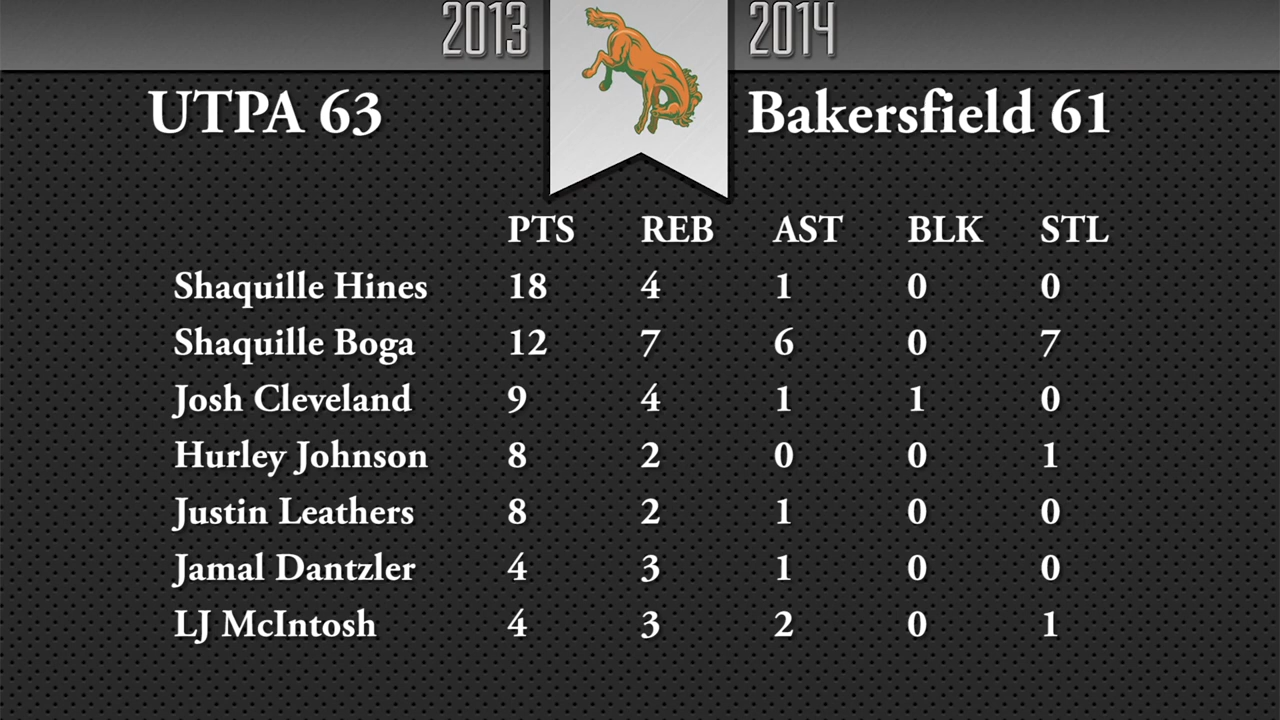 2013 2014
UTPA 63 Bakersfield 61
PTS REB AST BLK STL
Shaquille Hines 18 4 1 0 0
Shaquille Boga 12 7 6 0 7
Josh Cleveland 9 4 1 1 0
Hurley Johnson 8 2 0 0 1
Justin Leathers 8 2 1 0 0
Jamal Dantzler 4 3 1 0 0
LJ McIntosh 4 3 2 0 1